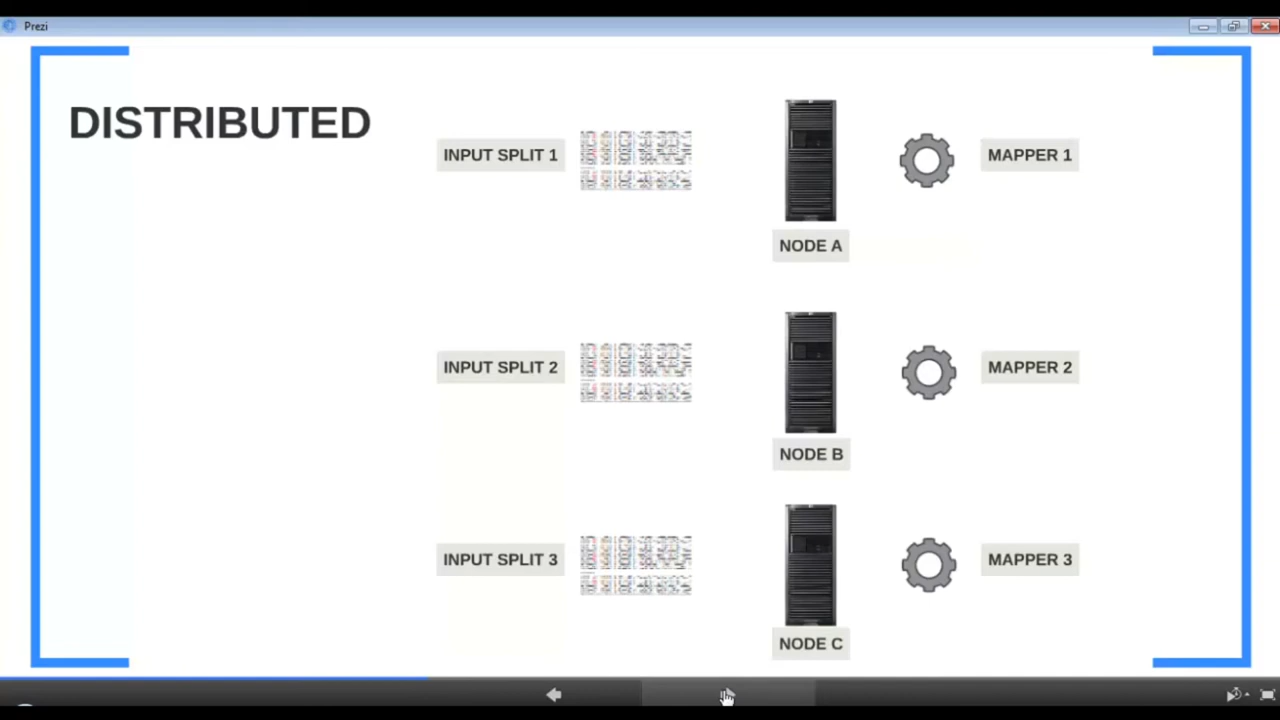 Prezi
DISTRIBUTED
INPUT SPLIT 1
MAPPER 1
NODE A
INPUT SPLIT 2
MAPPER 2
NODE B
INPUT SPLIT 3
MAPPER 3
NODE C